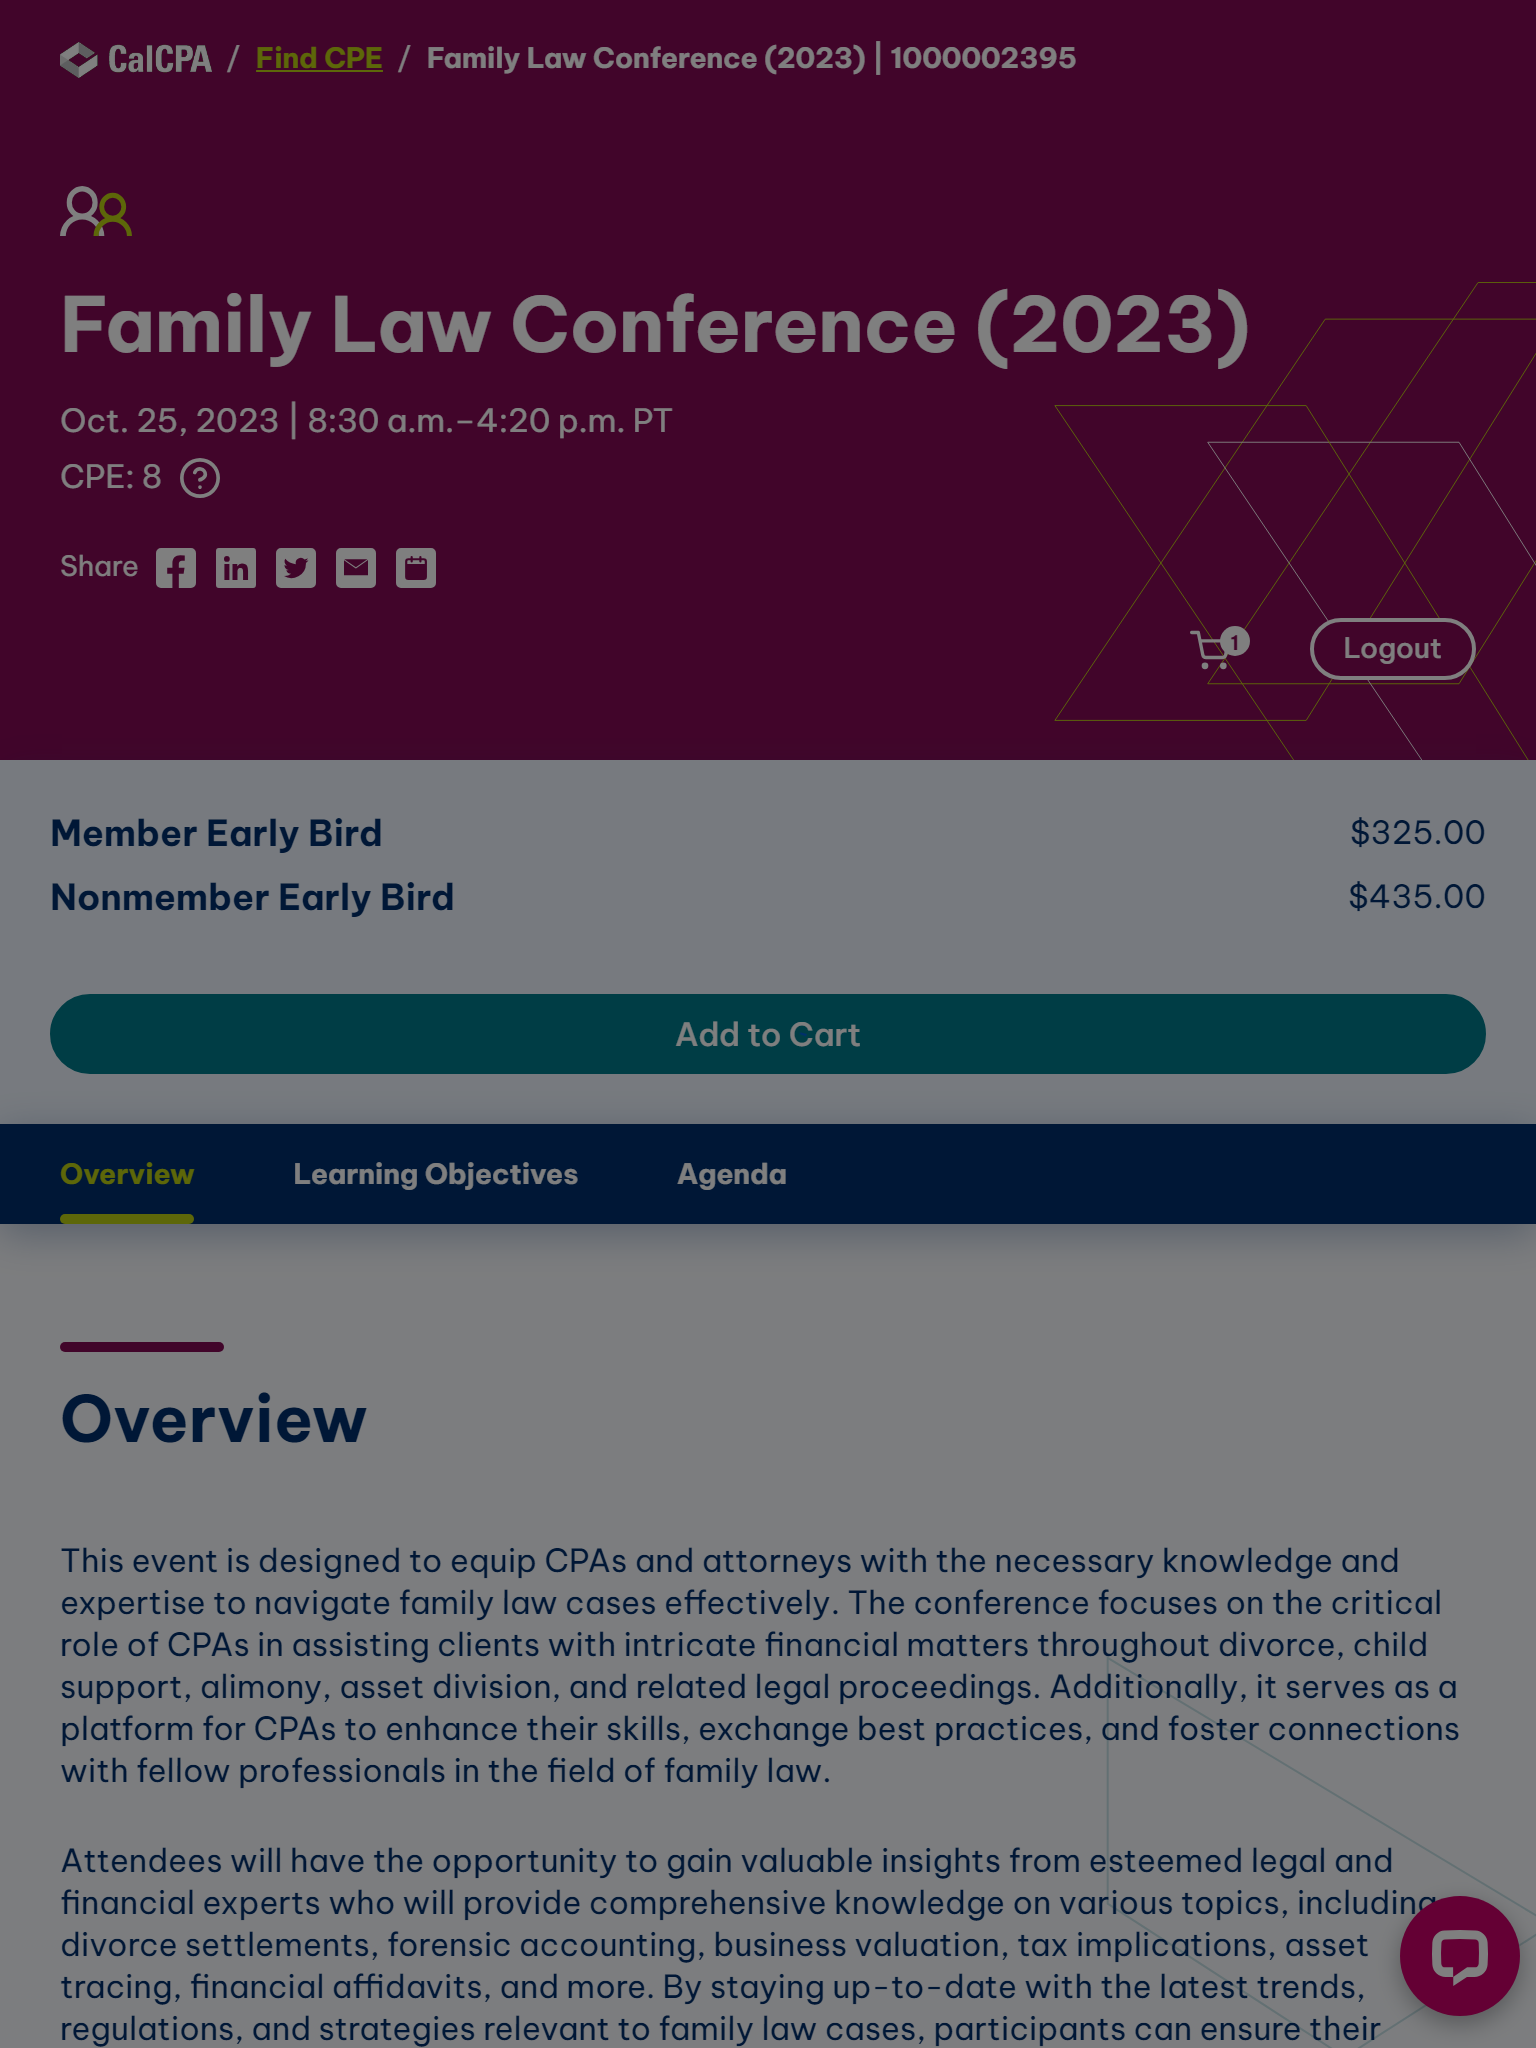 CalCPA / Find CPE / Family Law Conference (2023) | 1000002395
Family Law Conference (2023)
Oct. 25, 2023 | 8:30 a.m.–4:20 p.m. PT
CPE: 8 ?
Share
1 Logout
Member Early Bird $325.00
Nonmember Early Bird $435.00
Add to Cart
Overview Learning Objectives Agenda
Overview
This event is designed to equip CPAs and attorneys with the necessary knowledge and
expertise to navigate family law cases effectively. The conference focuses on the critical
role of CPAs in assisting clients with intricate financial matters throughout divorce, child
support, alimony, asset division, and related legal proceedings. Additionally, it serves as a
platform for CPAs to enhance their skills, exchange best practices, and foster connections
with fellow professionals in the field of family law.
Attendees will have the opportunity to gain valuable insights from esteemed legal and
financial experts who will provide comprehensive knowledge on various topics, including
divorce settlements, forensic accounting, business valuation, tax implications, asset
tracing, financial affidavits, and more. By staying up-to-date with the latest trends,
regulations, and strategies relevant to family law cases, participants can ensure their